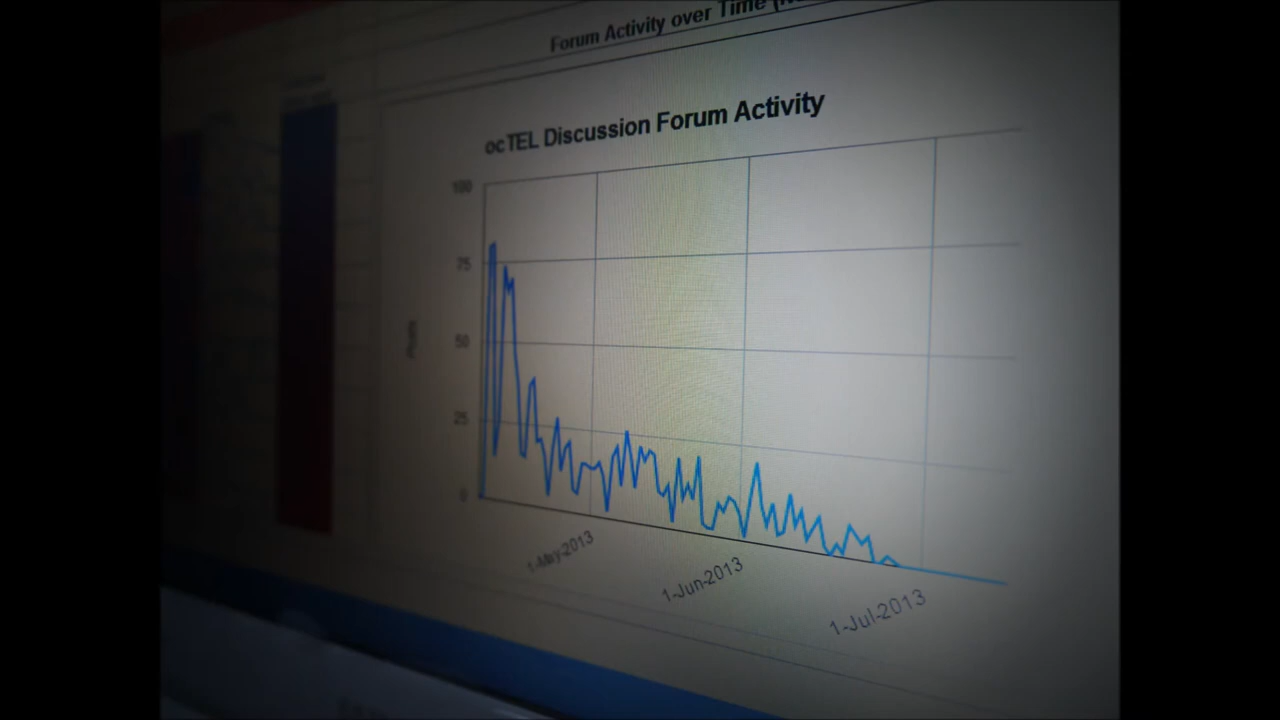 Forum Activity over Time
ocTEL Discussion Forum Activity
100
75
50
25
0
Posts
1-May-2013
1-Jun-2013
1-Jul-2013